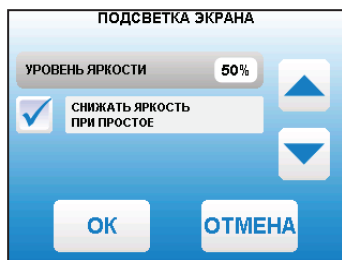 ПОДСВЕТКА ЭКРАНА
УРОВЕНЬ ЯРКОСТИ 50%
СНИЖАТЬ ЯРКОСТЬ
ПРИ ПРОСТОЕ
ОК ОТМЕНА